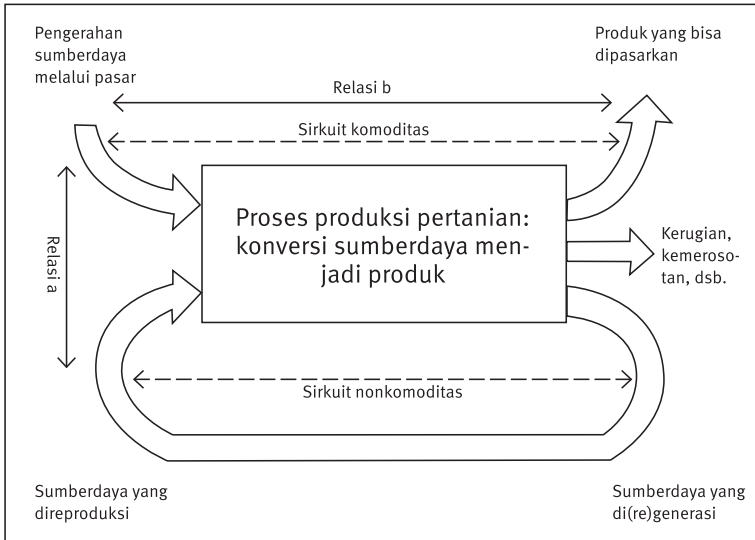 Pengerahan
sumberdaya
melalui pasar
Produk yang bisa
dipasarkan
Relasi b
Sirkuit komoditas
Relasi a
Proses produksi pertanian:
konversi sumberdaya men-
jadi produk
Kerugian,
kemeroso-
tan, dsb.
Sirkuit nonkomoditas
Sumberdaya yang
direproduksi
Sumberdaya yang
di(re)generasi